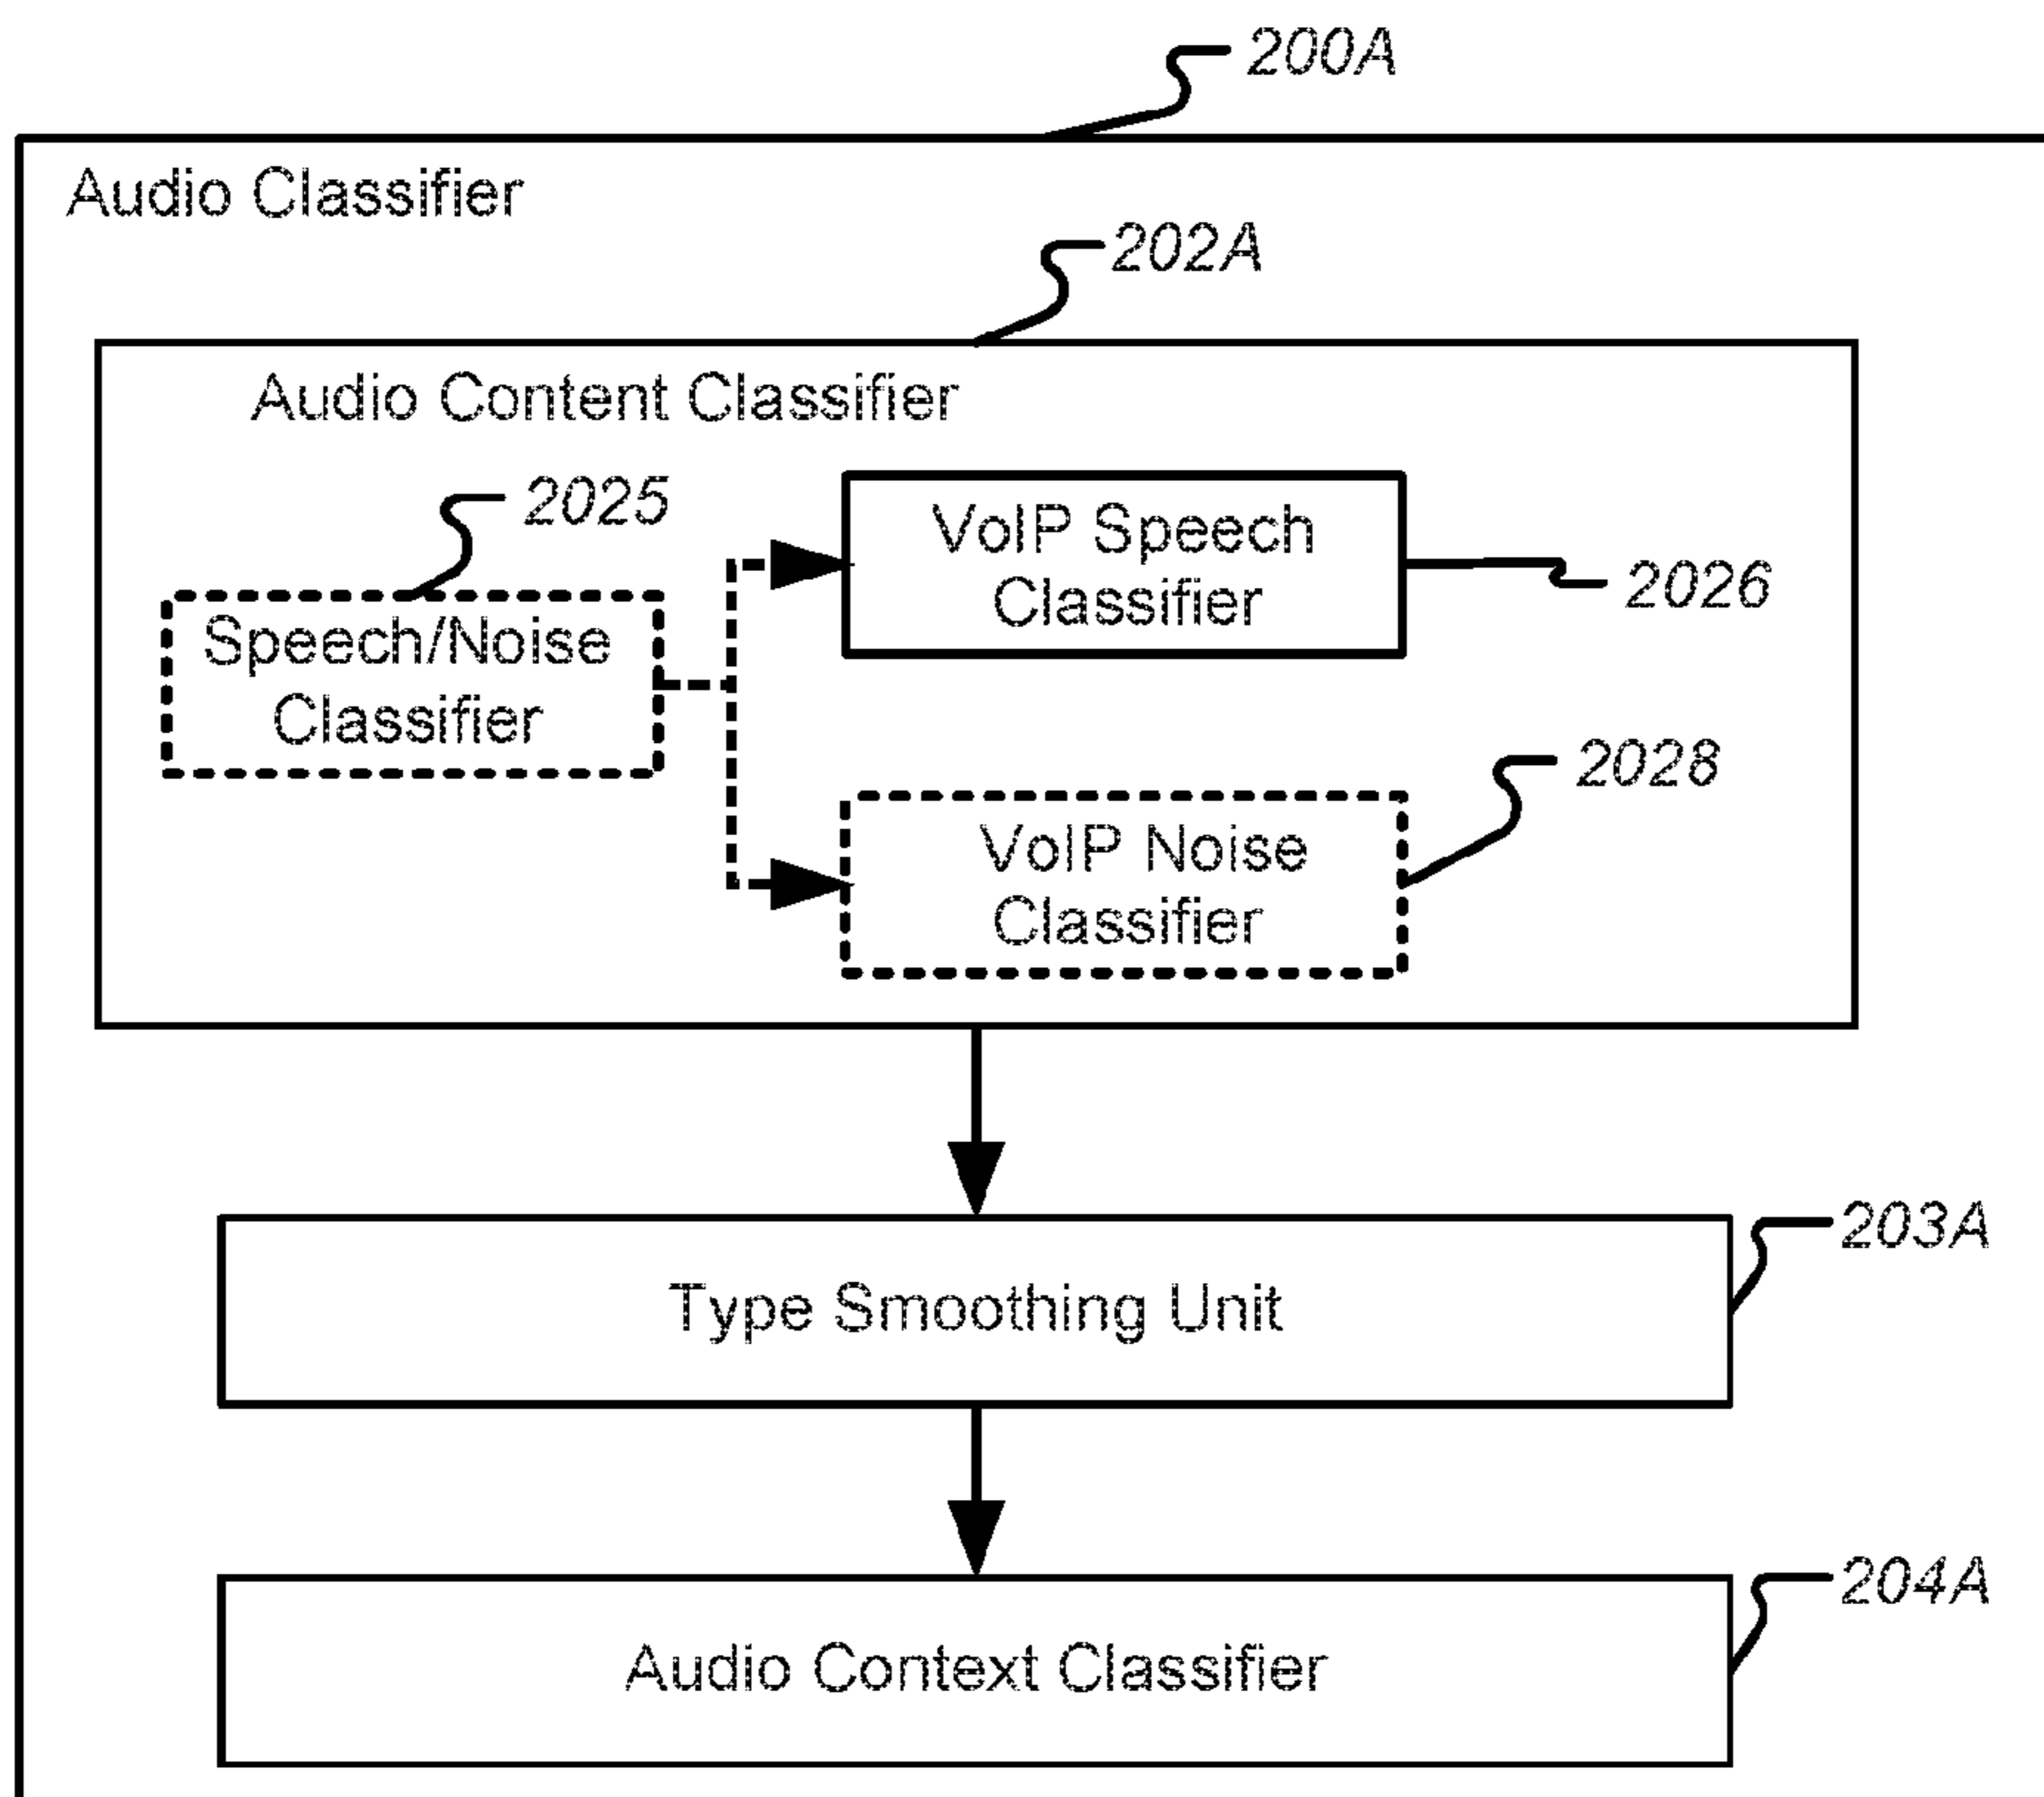 200A
Audio Classifier
202A
Audio Content Classifier
2025
VoIP Speech
Classifier
2026
Speech/Noise
Classifier
2028
VoIP Noise
Classifier
203A
Type Smoothing Unit
204A
Audio Context Classifier